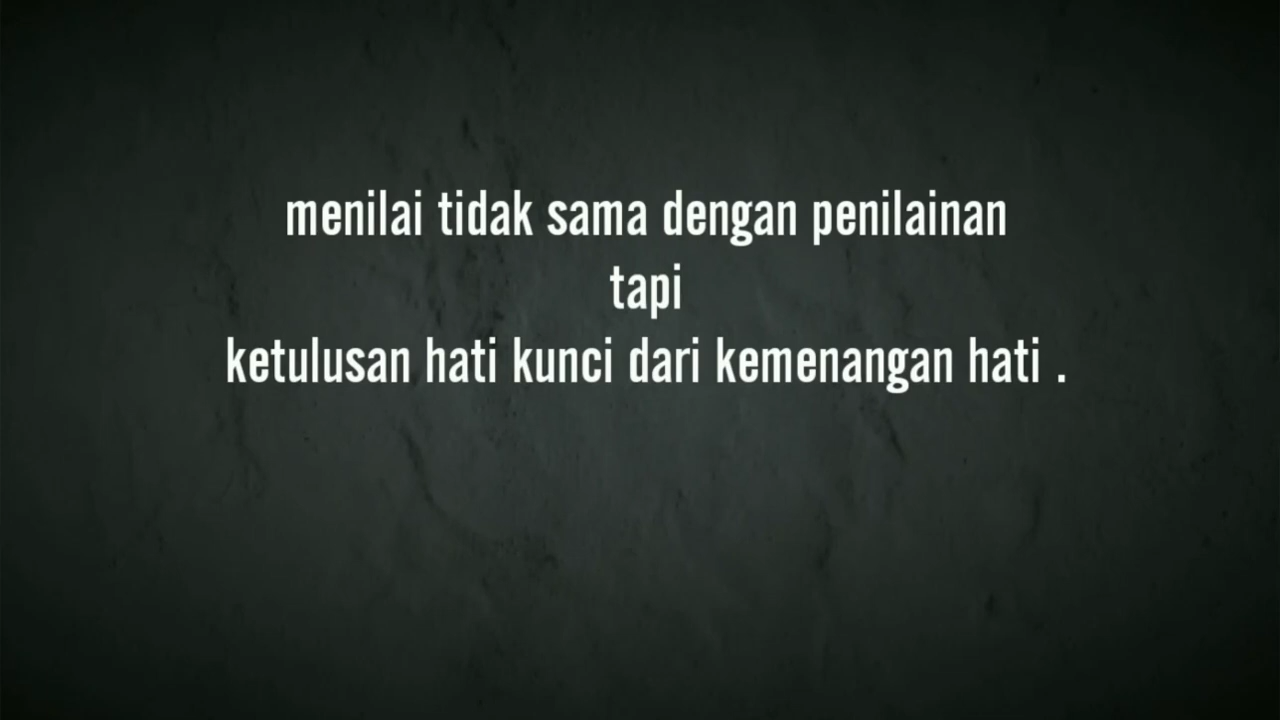 menilai tidak sama dengan penilainan
tapi
ketulusan hati kunci dari kemenangan hati .